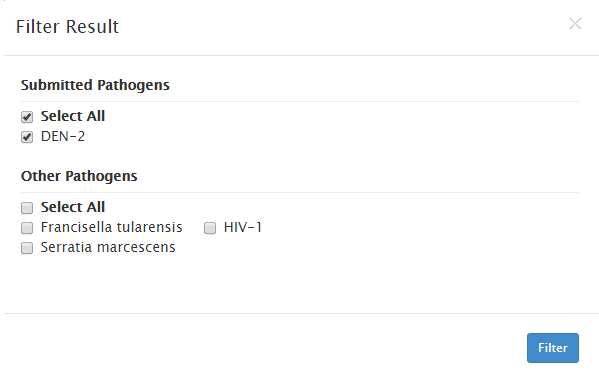 Filter Result
Submitted Pathogens
Select All
DEN-2
Other Pathogens
Select All
Francisella tularensis HIV-1
Serratia marcescens
Filter